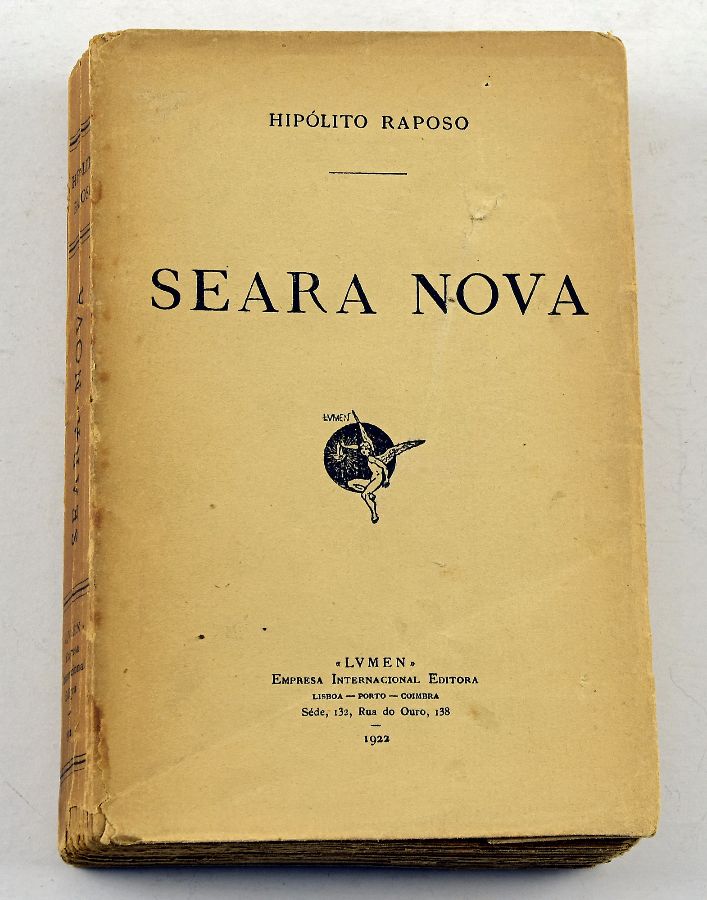 HIPÓLITO RAPOSO
SEARA NOVA
LVMEN
«LVMEN»
EMPRESA INTERNACIONAL EDITORA
LISBOA — PORTO — COIMBRA
Séde, 132, Rua do Ouro, 138
1922
SEARA NOVA